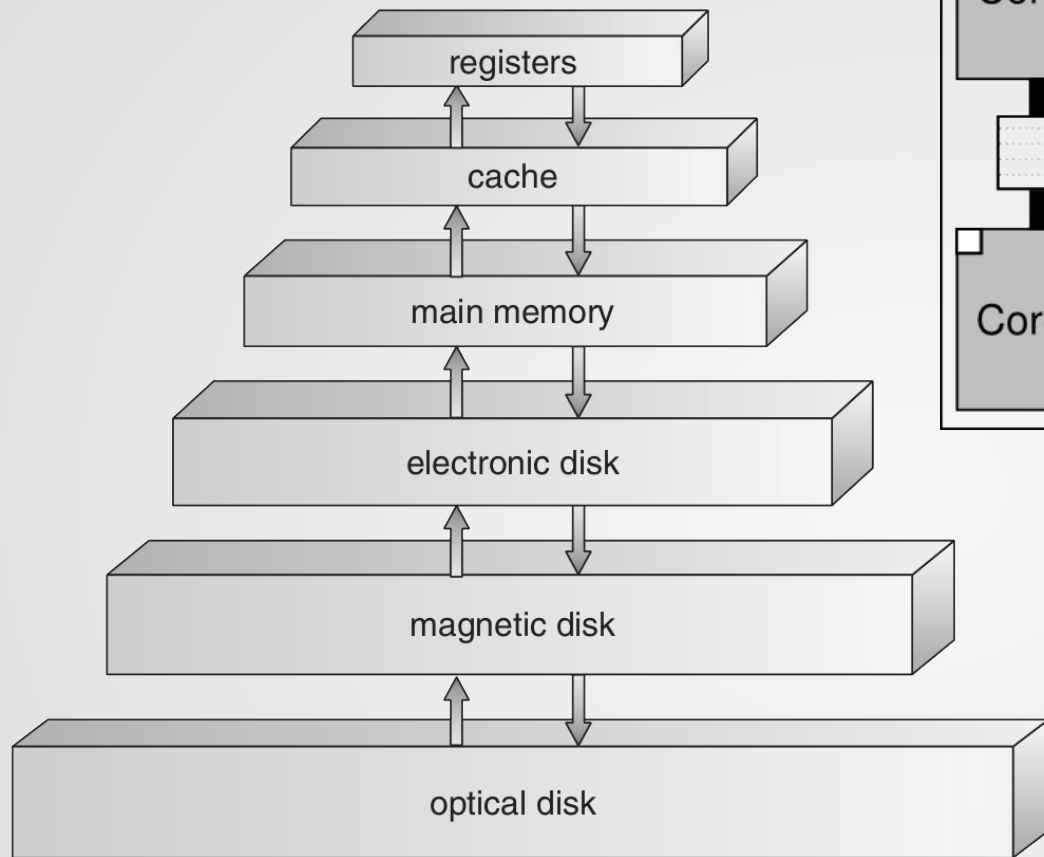 registers
cache
main memory
electronic disk
magnetic disk
optical disk